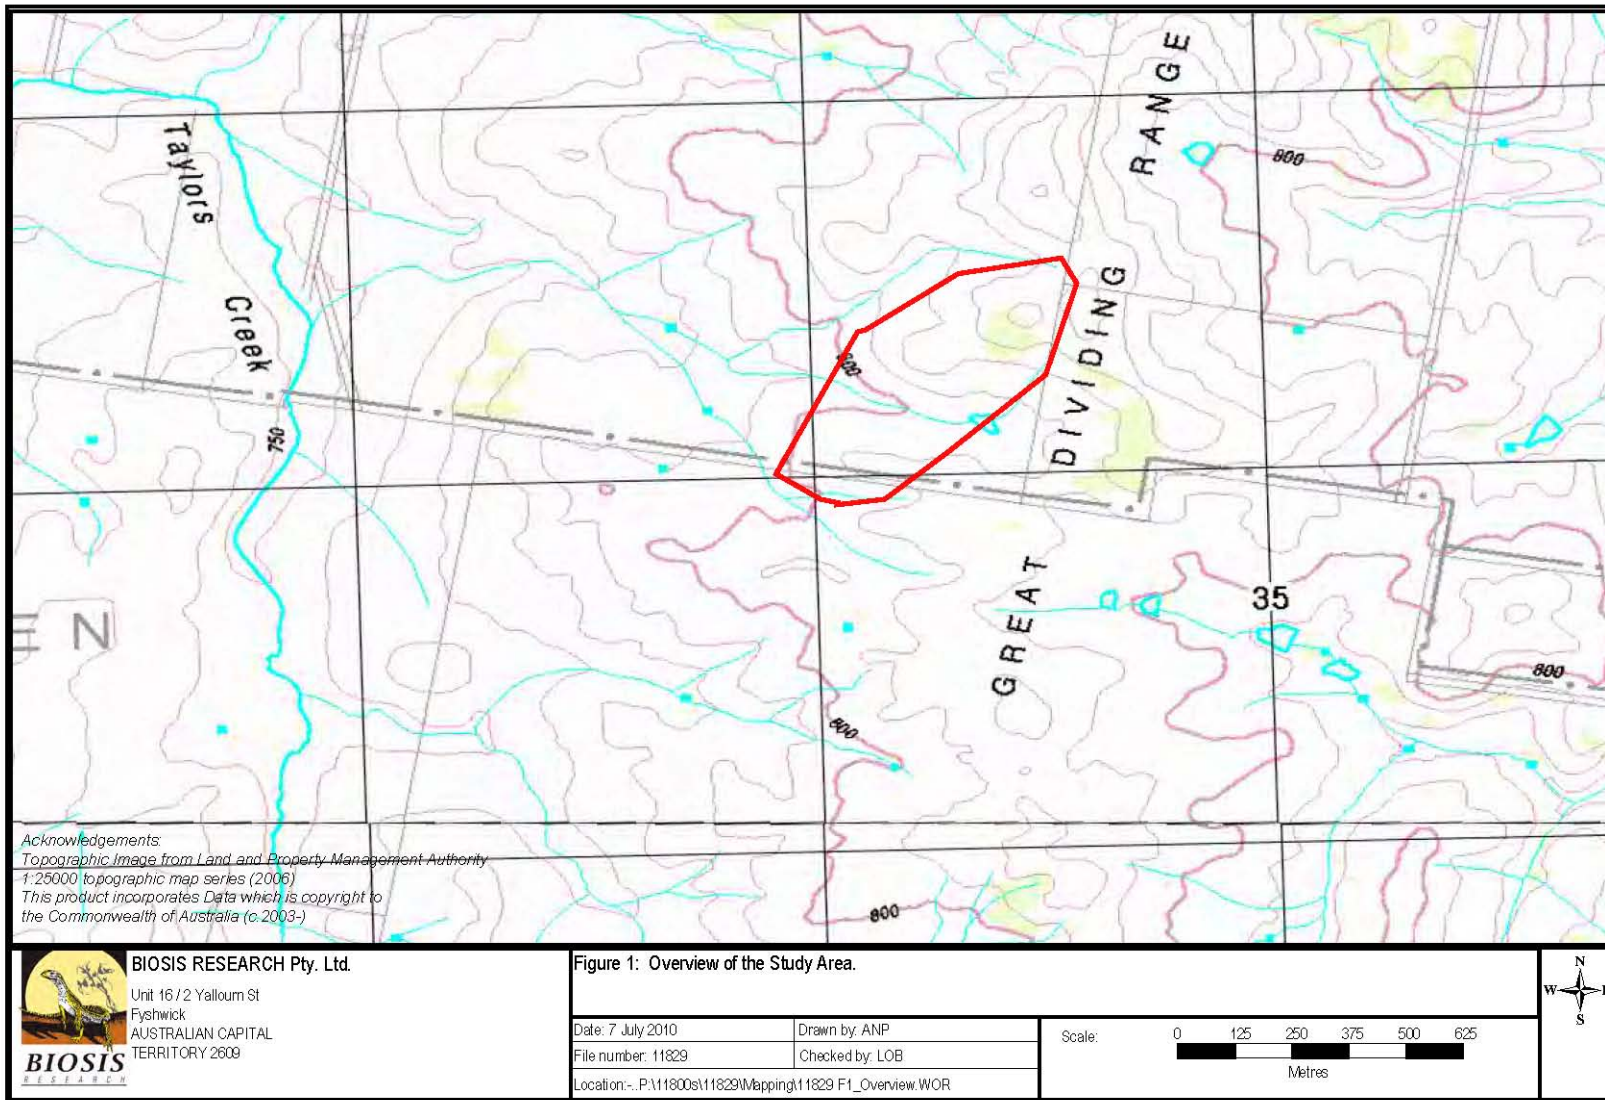 RANGE
Taylors
800
DIVIDING
Creek
800
750
GREAT
35
E N
800
800
800
Acknowledgements:
Topographic Image from Land and Property Management Authority
1:25000 topographic map series (2006)
This product incorporates Data which is copyright to
the Commonwealth of Australia (c 2003-)
BIOSIS RESEARCH Pty. Ltd.
Unit 16 / 2 Yallourn St
Fyshwick
AUSTRALIAN CAPITAL
TERRITORY 2609
BIOSIS
RESEARCH
Figure 1: Overview of the Study Area.
Date: 7 July 2010
Drawn by: ANP
File number: 11829
Checked by: LOB
Location:-..P:\11800s\11829\Mapping\11829 F1_Overview.WOR
Scale:
0 125 250 375 500 625
Metres
N
W E
S